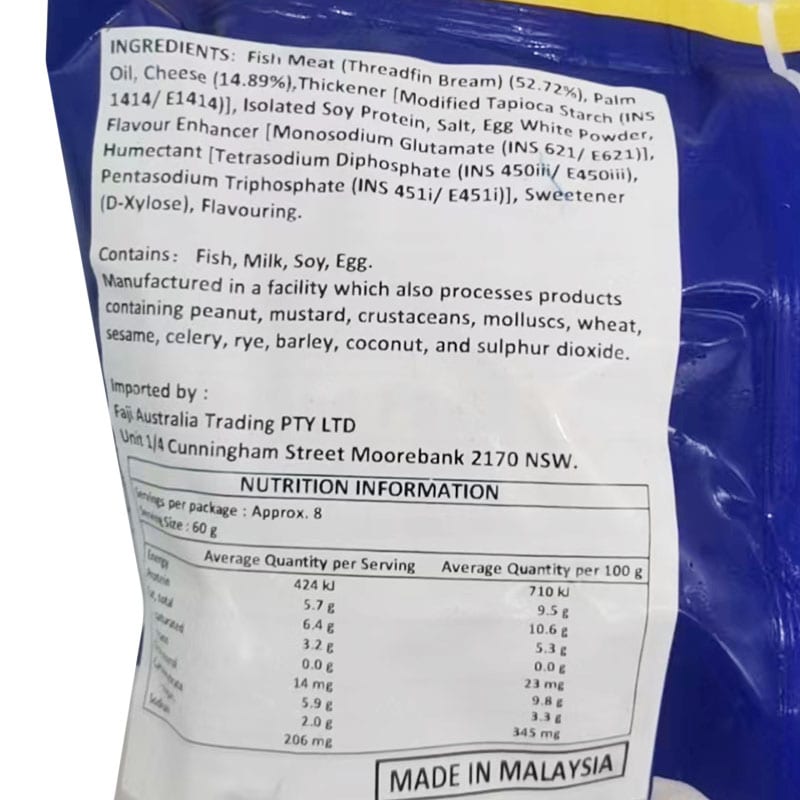 INGREDIENTS: Fish Meat (Threadfin Bream) (52.72%), Palm
Oil, Cheese (14.89%),Thickener [Modified Tapioca Starch (INS
1414/ E1414)], Isolated Soy Protein, Salt, Egg White Powder,
Flavour Enhancer [Monosodium Glutamate (INS 621/ E621)],
Humectant [Tetrasodium Diphosphate (INS 450iii/ E450iii),
Pentasodium Triphosphate (INS 451i/ E451i)], Sweetener
(D-Xylose), Flavouring.
Contains: Fish, Milk, Soy, Egg.
Manufactured in a facility which also processes products
containing peanut, mustard, crustaceans, molluscs, wheat,
sesame, celery, rye, barley, coconut, and sulphur dioxide.
Imported by :
Faji Australia Trading PTY LTD
Unit 1/4 Cunningham Street Moorebank 2170 NSW.
NUTRITION INFORMATION
Servings per package : Approx. 8
Serving Size : 60 g
Average Quantity per Serving Average Quantity per 100 g
Energy 424 kJ 710 kJ
Protein 5.7 g 9.5 g
Fat, total 6.4 g 10.6 g
saturated 3.2 g 5.3 g
0.0 g 0.0 g
14 mg 23 mg
5.9 g 9.8 g
2.0 g 3.3 g
Sodium 206 mg 345 mg
MADE IN MALAYSIA